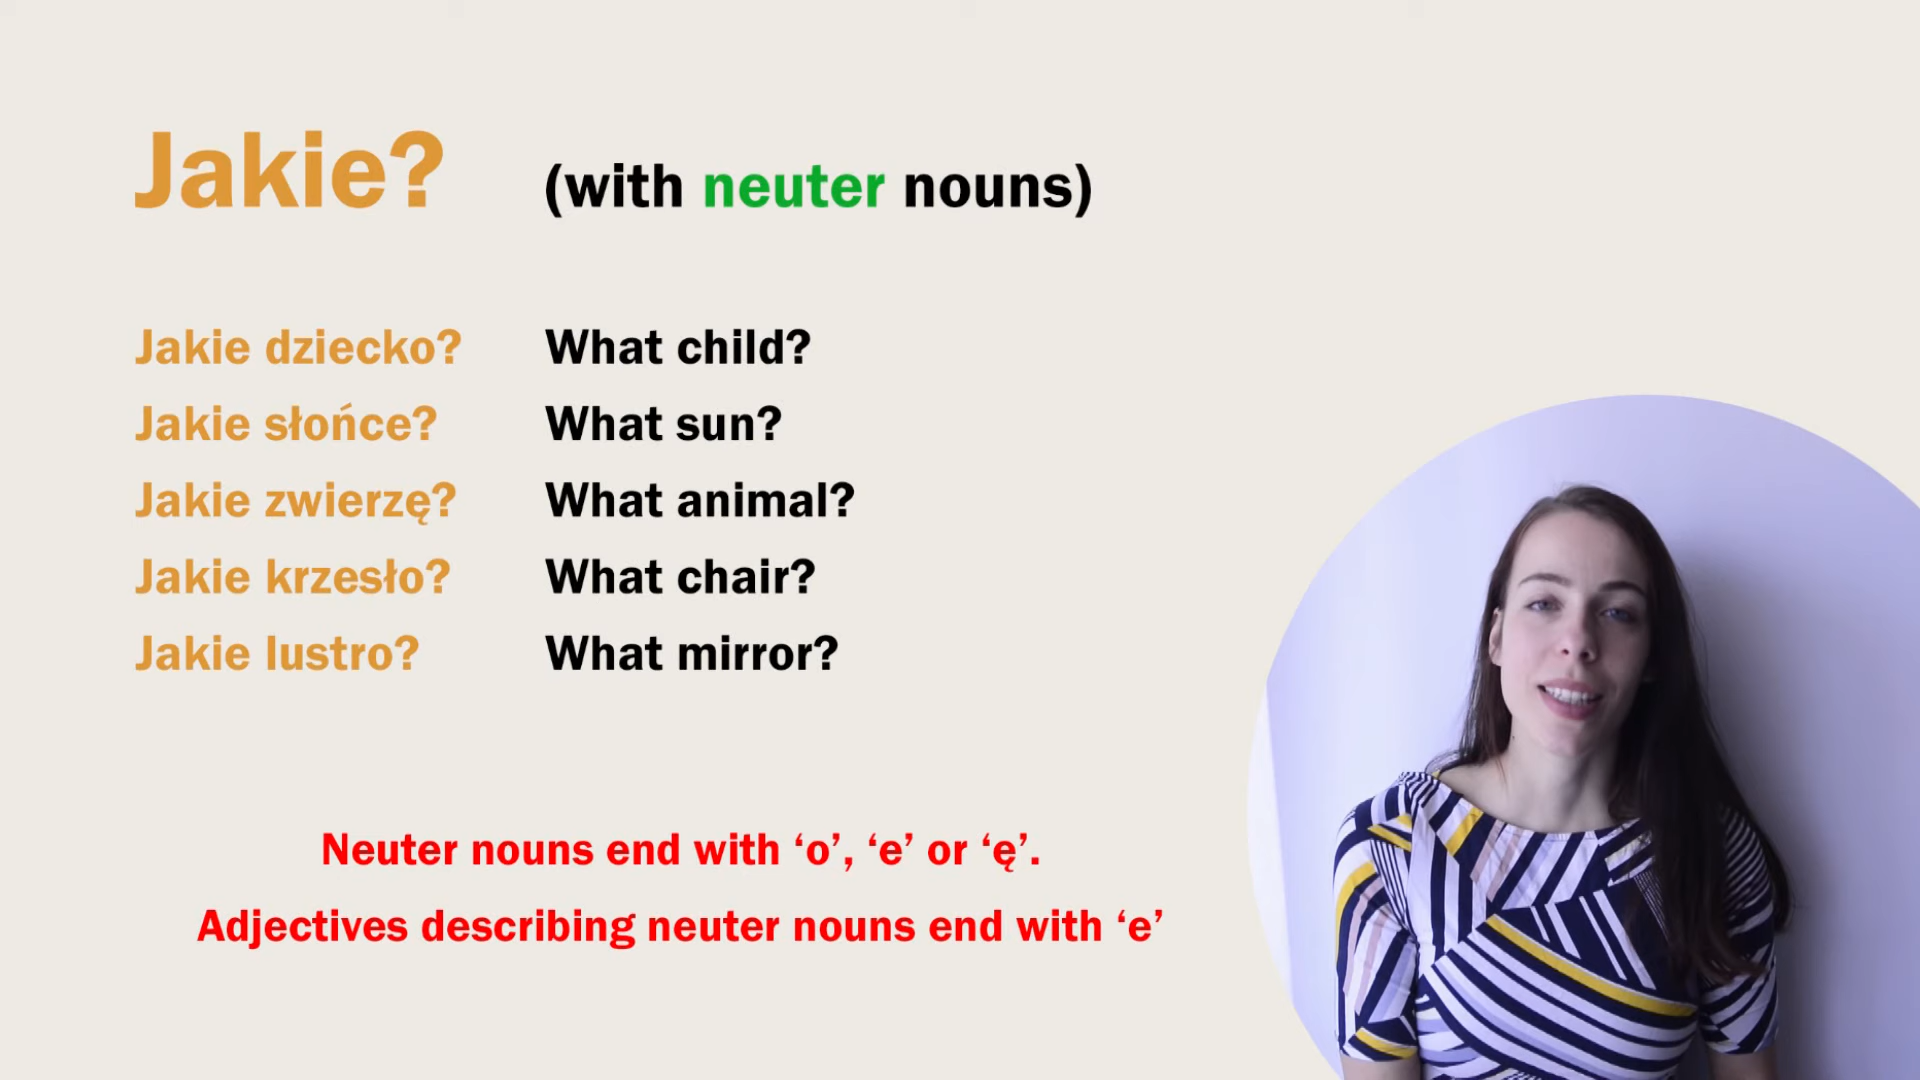 Jakie? (with neuter nouns)
Jakie dziecko? What child?
Jakie słońce? What sun?
Jakie zwierzę? What animal?
Jakie krzesło? What chair?
Jakie lustro? What mirror?
Neuter nouns end with ‘o’, ‘e’ or ‘ę’.
Adjectives describing neuter nouns end with ‘e’